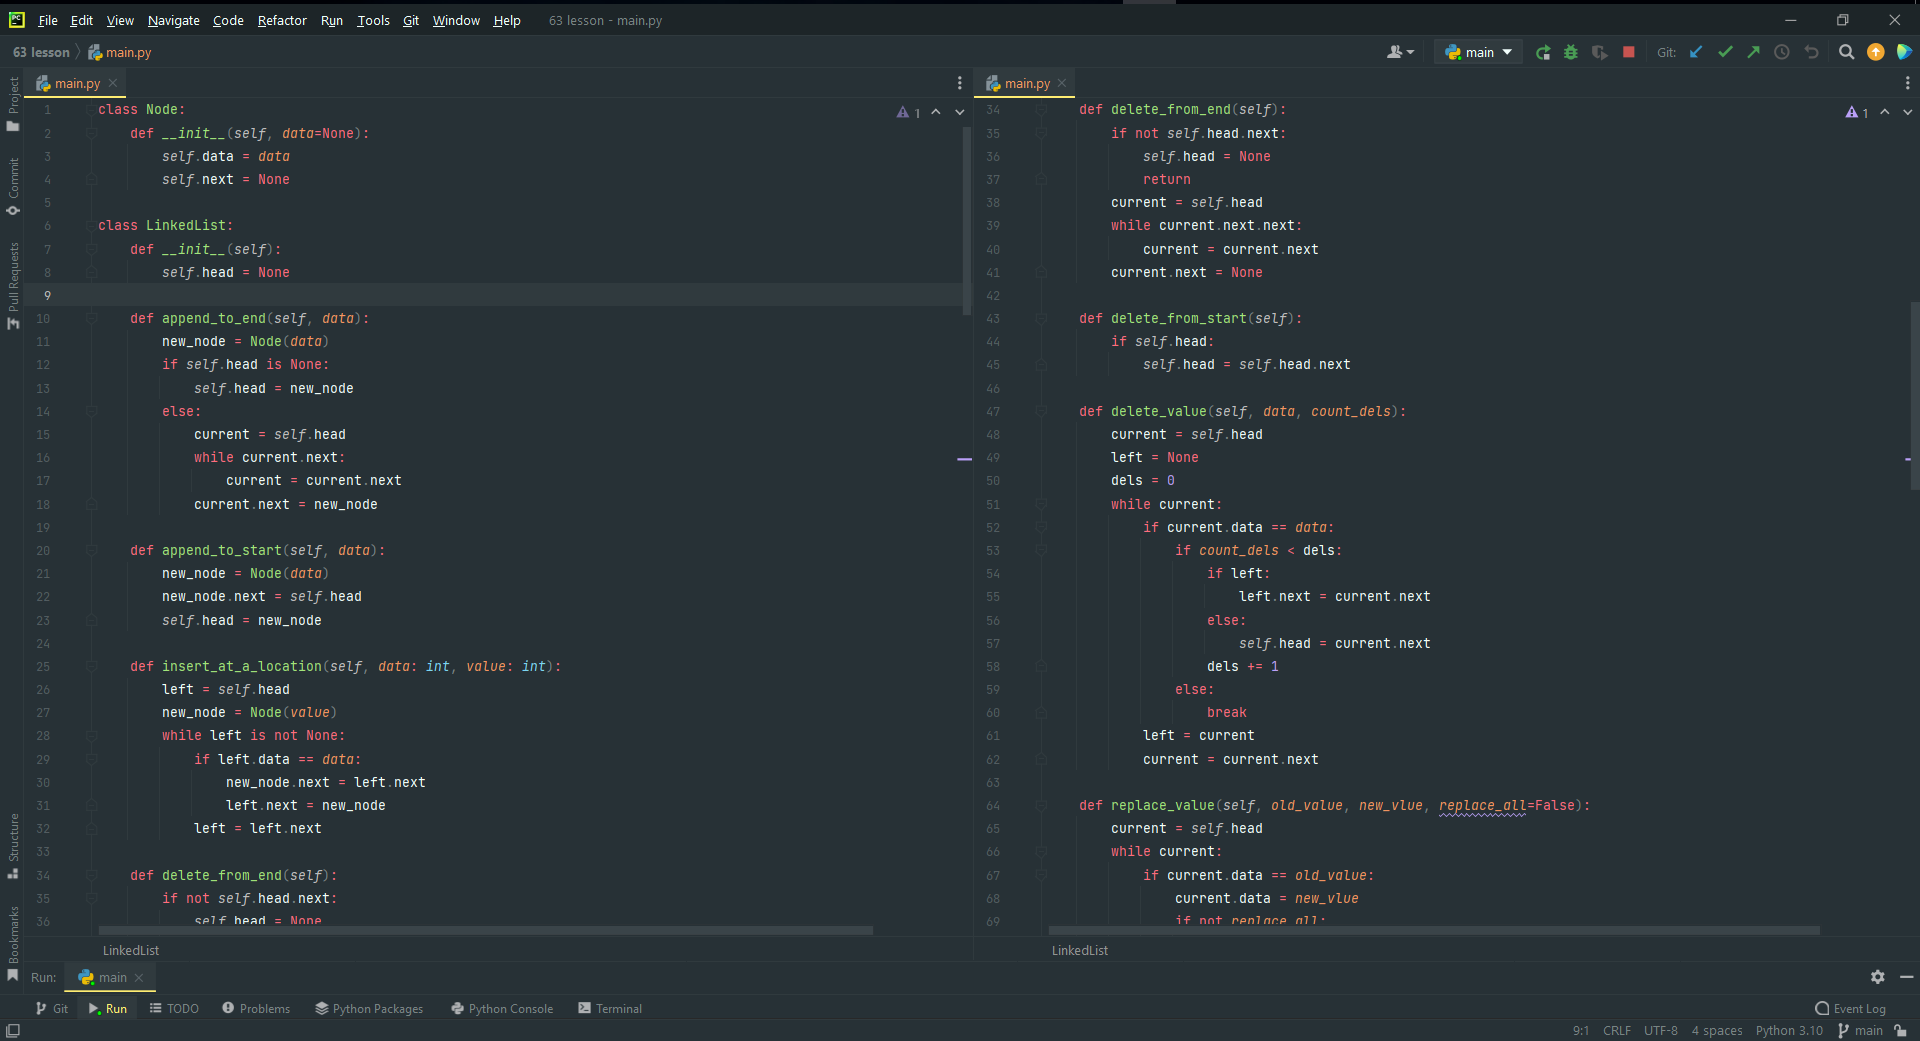 File Edit View Navigate Code Refactor Run Tools Git Window Help 63 lesson - main.py
63 lesson main.py main Git:
Project
Commit
Pull Requests
Structure
Bookmarks
main.py
1 class Node:
2 def __init__(self, data=None):
3 self.data = data
4 self.next = None
5
6 class LinkedList:
7 def __init__(self):
8 self.head = None
9
10 def append_to_end(self, data):
11 new_node = Node(data)
12 if self.head is None:
13 self.head = new_node
14 else:
15 current = self.head
16 while current.next:
17 current = current.next
18 current.next = new_node
19
20 def append_to_start(self, data):
21 new_node = Node(data)
22 new_node.next = self.head
23 self.head = new_node
24
25 def insert_at_a_location(self, data: int, value: int):
26 left = self.head
27 new_node = Node(value)
28 while left is not None:
29 if left.data == data:
30 new_node.next = left.next
31 left.next = new_node
32 left = left.next
33
34 def delete_from_end(self):
35 if not self.head.next:
36 self.head = None
1
LinkedList
main.py
34 def delete_from_end(self):
35 if not self.head.next:
36 self.head = None
37 return
38 current = self.head
39 while current.next.next:
40 current = current.next
41 current.next = None
42
43 def delete_from_start(self):
44 if self.head:
45 self.head = self.head.next
46
47 def delete_value(self, data, count_dels):
48 current = self.head
49 left = None
50 dels = 0
51 while current:
52 if current.data == data:
53 if count_dels < dels:
54 if left:
55 left.next = current.next
56 else:
57 self.head = current.next
58 dels += 1
59 else:
60 break
61 left = current
62 current = current.next
63
64 def replace_value(self, old_value, new_vlue, replace_all=False):
65 current = self.head
66 while current:
67 if current.data == old_value:
68 current.data = new_vlue
69 if not replace_all:
1
LinkedList
Run: main
Git Run TODO Problems Python Packages Python Console Terminal Event Log
9:1 CRLF UTF-8 4 spaces Python 3.10 main